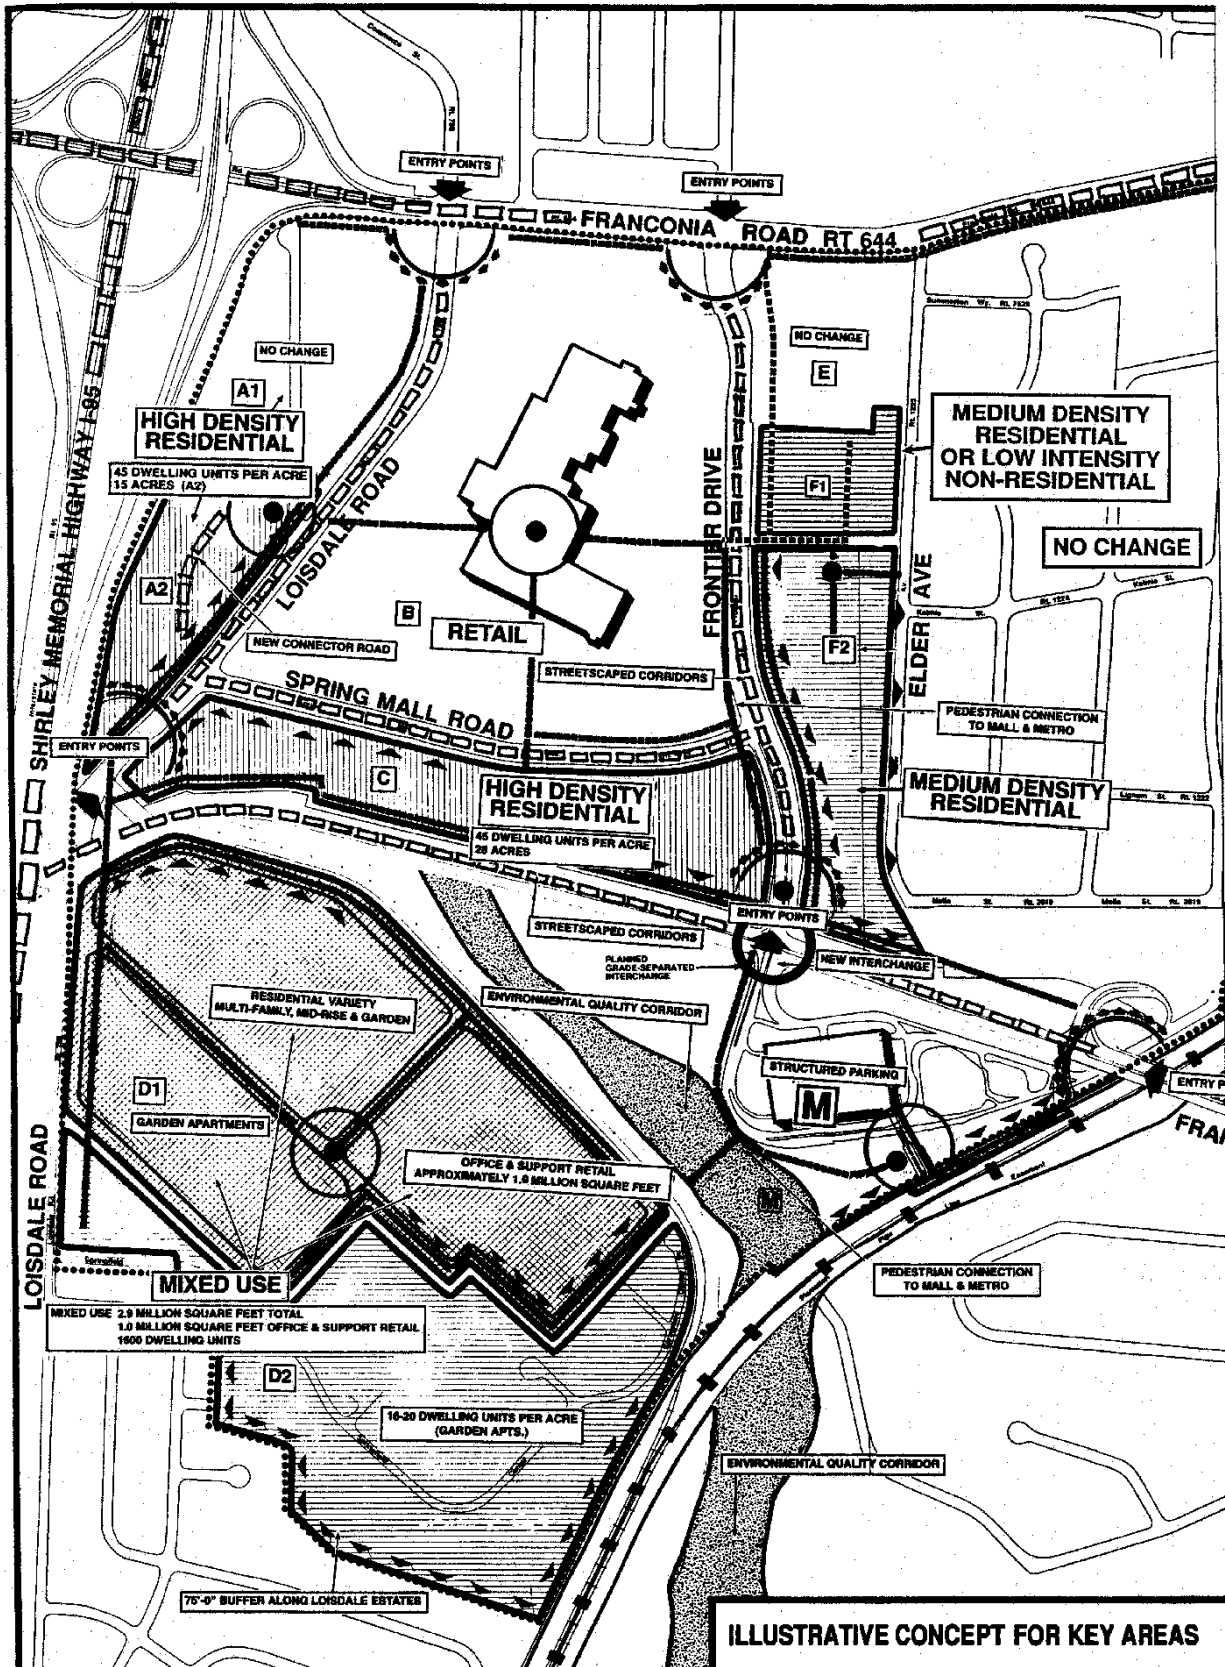 Commerce St.
Rt. 789
ENTRY POINTS
ENTRY POINTS
FRANCONIA ROAD RT 644
NO CHANGE
A1
HIGH DENSITY
RESIDENTIAL
45 DWELLING UNITS PER ACRE
15 ACRES (A2)
SHIRLEY MEMORIAL HIGHWAY I-95
LOISDALE ROAD
A2
NEW CONNECTOR ROAD
B
RETAIL
FRONTIER DRIVE
NO CHANGE
E
F1
MEDIUM DENSITY
RESIDENTIAL
OR LOW INTENSITY
NON-RESIDENTIAL
NO CHANGE
ELDER AVE
F2
STREETSCAPED CORRIDORS
SPRING MALL ROAD
PEDESTRIAN CONNECTION
TO MALL & METRO
ENTRY POINTS
C
HIGH DENSITY
RESIDENTIAL
45 DWELLING UNITS PER ACRE
26 ACRES
MEDIUM DENSITY
RESIDENTIAL
STREETSCAPED CORRIDORS
ENTRY POINTS
PLANNED
GRADE-SEPARATED
INTERCHANGE
NEW INTERCHANGE
RESIDENTIAL VARIETY
MULTI-FAMILY, MID-RISE & GARDEN
ENVIRONMENTAL QUALITY CORRIDOR
STRUCTURED PARKING
M
ENTRY P
FRA
D1
GARDEN APARTMENTS
OFFICE & SUPPORT RETAIL
APPROXIMATELY 1.0 MILLION SQUARE FEET
M
LOISDALE ROAD
Springfield
MIXED USE
MIXED USE 2.9 MILLION SQUARE FEET TOTAL
1.0 MILLION SQUARE FEET OFFICE & SUPPORT RETAIL
1600 DWELLING UNITS
PEDESTRIAN CONNECTION
TO MALL & METRO
D2
16-20 DWELLING UNITS PER ACRE
(GARDEN APTS.)
ENVIRONMENTAL QUALITY CORRIDOR
75'-0" BUFFER ALONG LOISDALE ESTATES
ILLUSTRATIVE CONCEPT FOR KEY AREAS